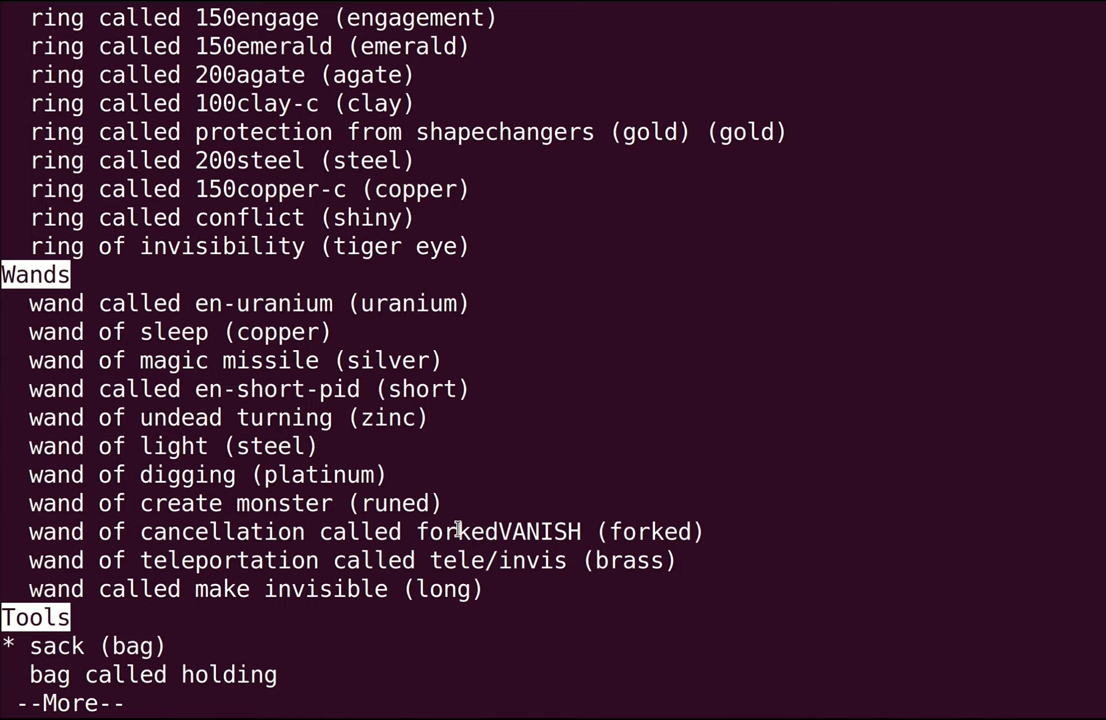 ring called 150engage (engagement)
ring called 150emerald (emerald)
ring called 200agate (agate)
ring called 100clay-c (clay)
ring called protection from shapechangers (gold) (gold)
ring called 200steel (steel)
ring called 150copper-c (copper)
ring called conflict (shiny)
ring of invisibility (tiger eye)
Wands
wand called en-uranium (uranium)
wand of sleep (copper)
wand of magic missile (silver)
wand called en-short-pid (short)
wand of undead turning (zinc)
wand of light (steel)
wand of digging (platinum)
wand of create monster (runed)
wand of cancellation called forkedVANISH (forked)
wand of teleportation called tele/invis (brass)
wand called make invisible (long)
Tools
* sack (bag)
bag called holding
--More--